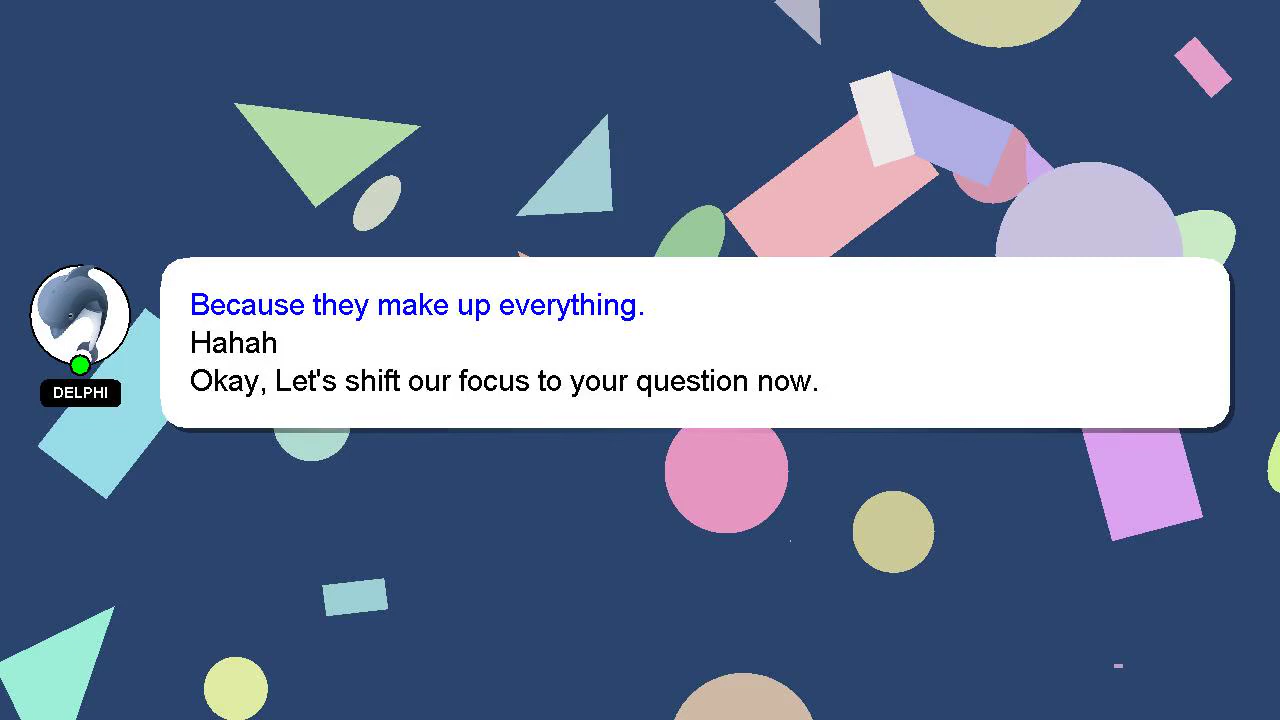 Because they make up everything.
Hahah
Okay, Let's shift our focus to your question now.
DELPHI